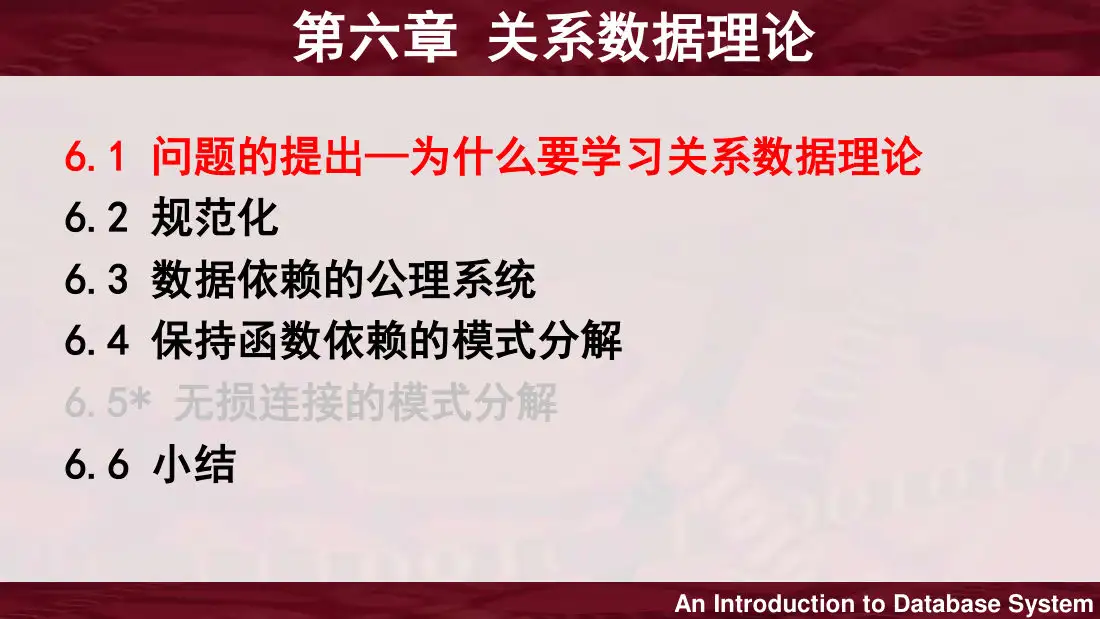 第六章 关系数据理论
6.1 问题的提出—为什么要学习关系数据理论
6.2 规范化
6.3 数据依赖的公理系统
6.4 保持函数依赖的模式分解
6.5* 无损连接的模式分解
6.6 小结
An Introduction to Database System